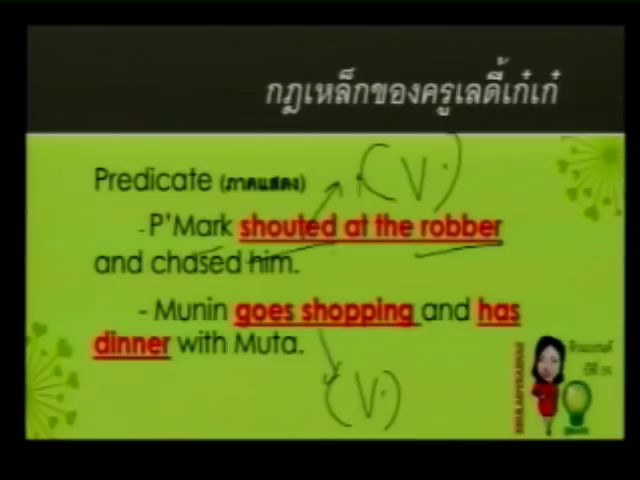 กฎเหล็กของครูเลดี้เก๋เก๋
Predicate (ภาคแสดง)
(V.)
- P'Mark shouted at the robber
and chased him.
- Munin goes shopping and has
dinner with Muta.
(V.)